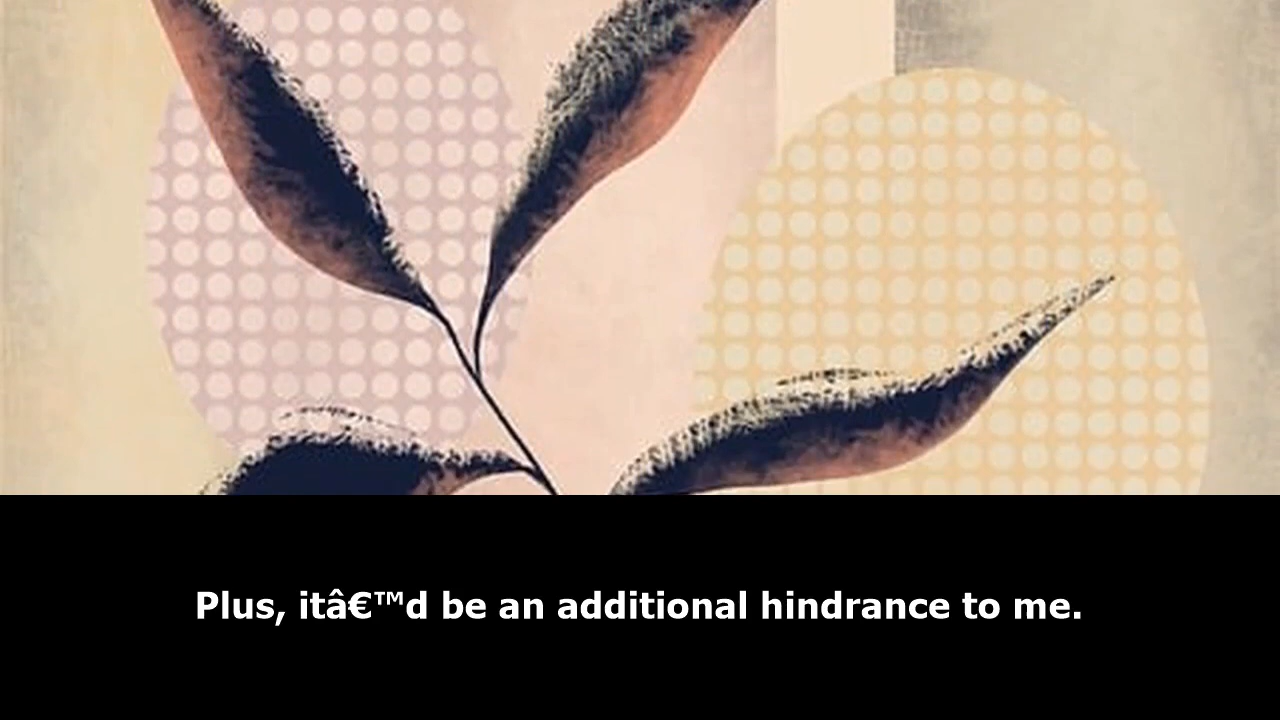 Plus, itâ€™d be an additional hindrance to me.